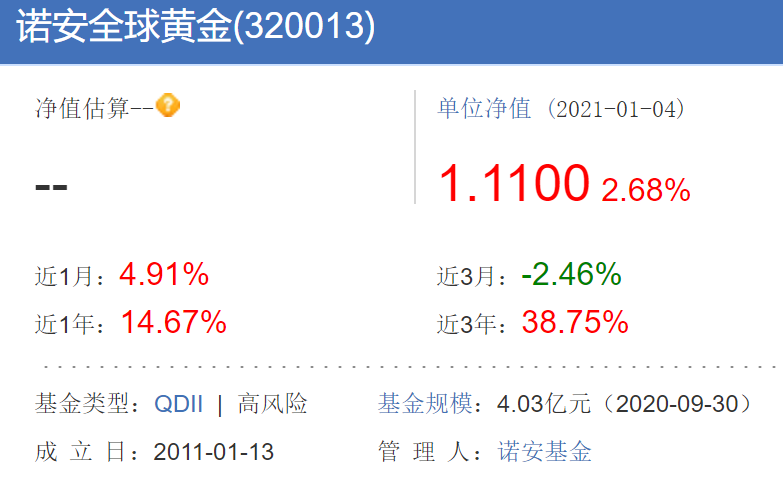 诺安全球黄金(320013)
净值估算--?
单位净值 (2021-01-04)
--
1.1100 2.68%
近1月：4.91%
近3月：-2.46%
近1年：14.67%
近3年：38.75%
基金类型：QDII | 高风险
基金规模：4.03亿元（2020-09-30）
成 立 日：2011-01-13
管 理 人：诺安基金